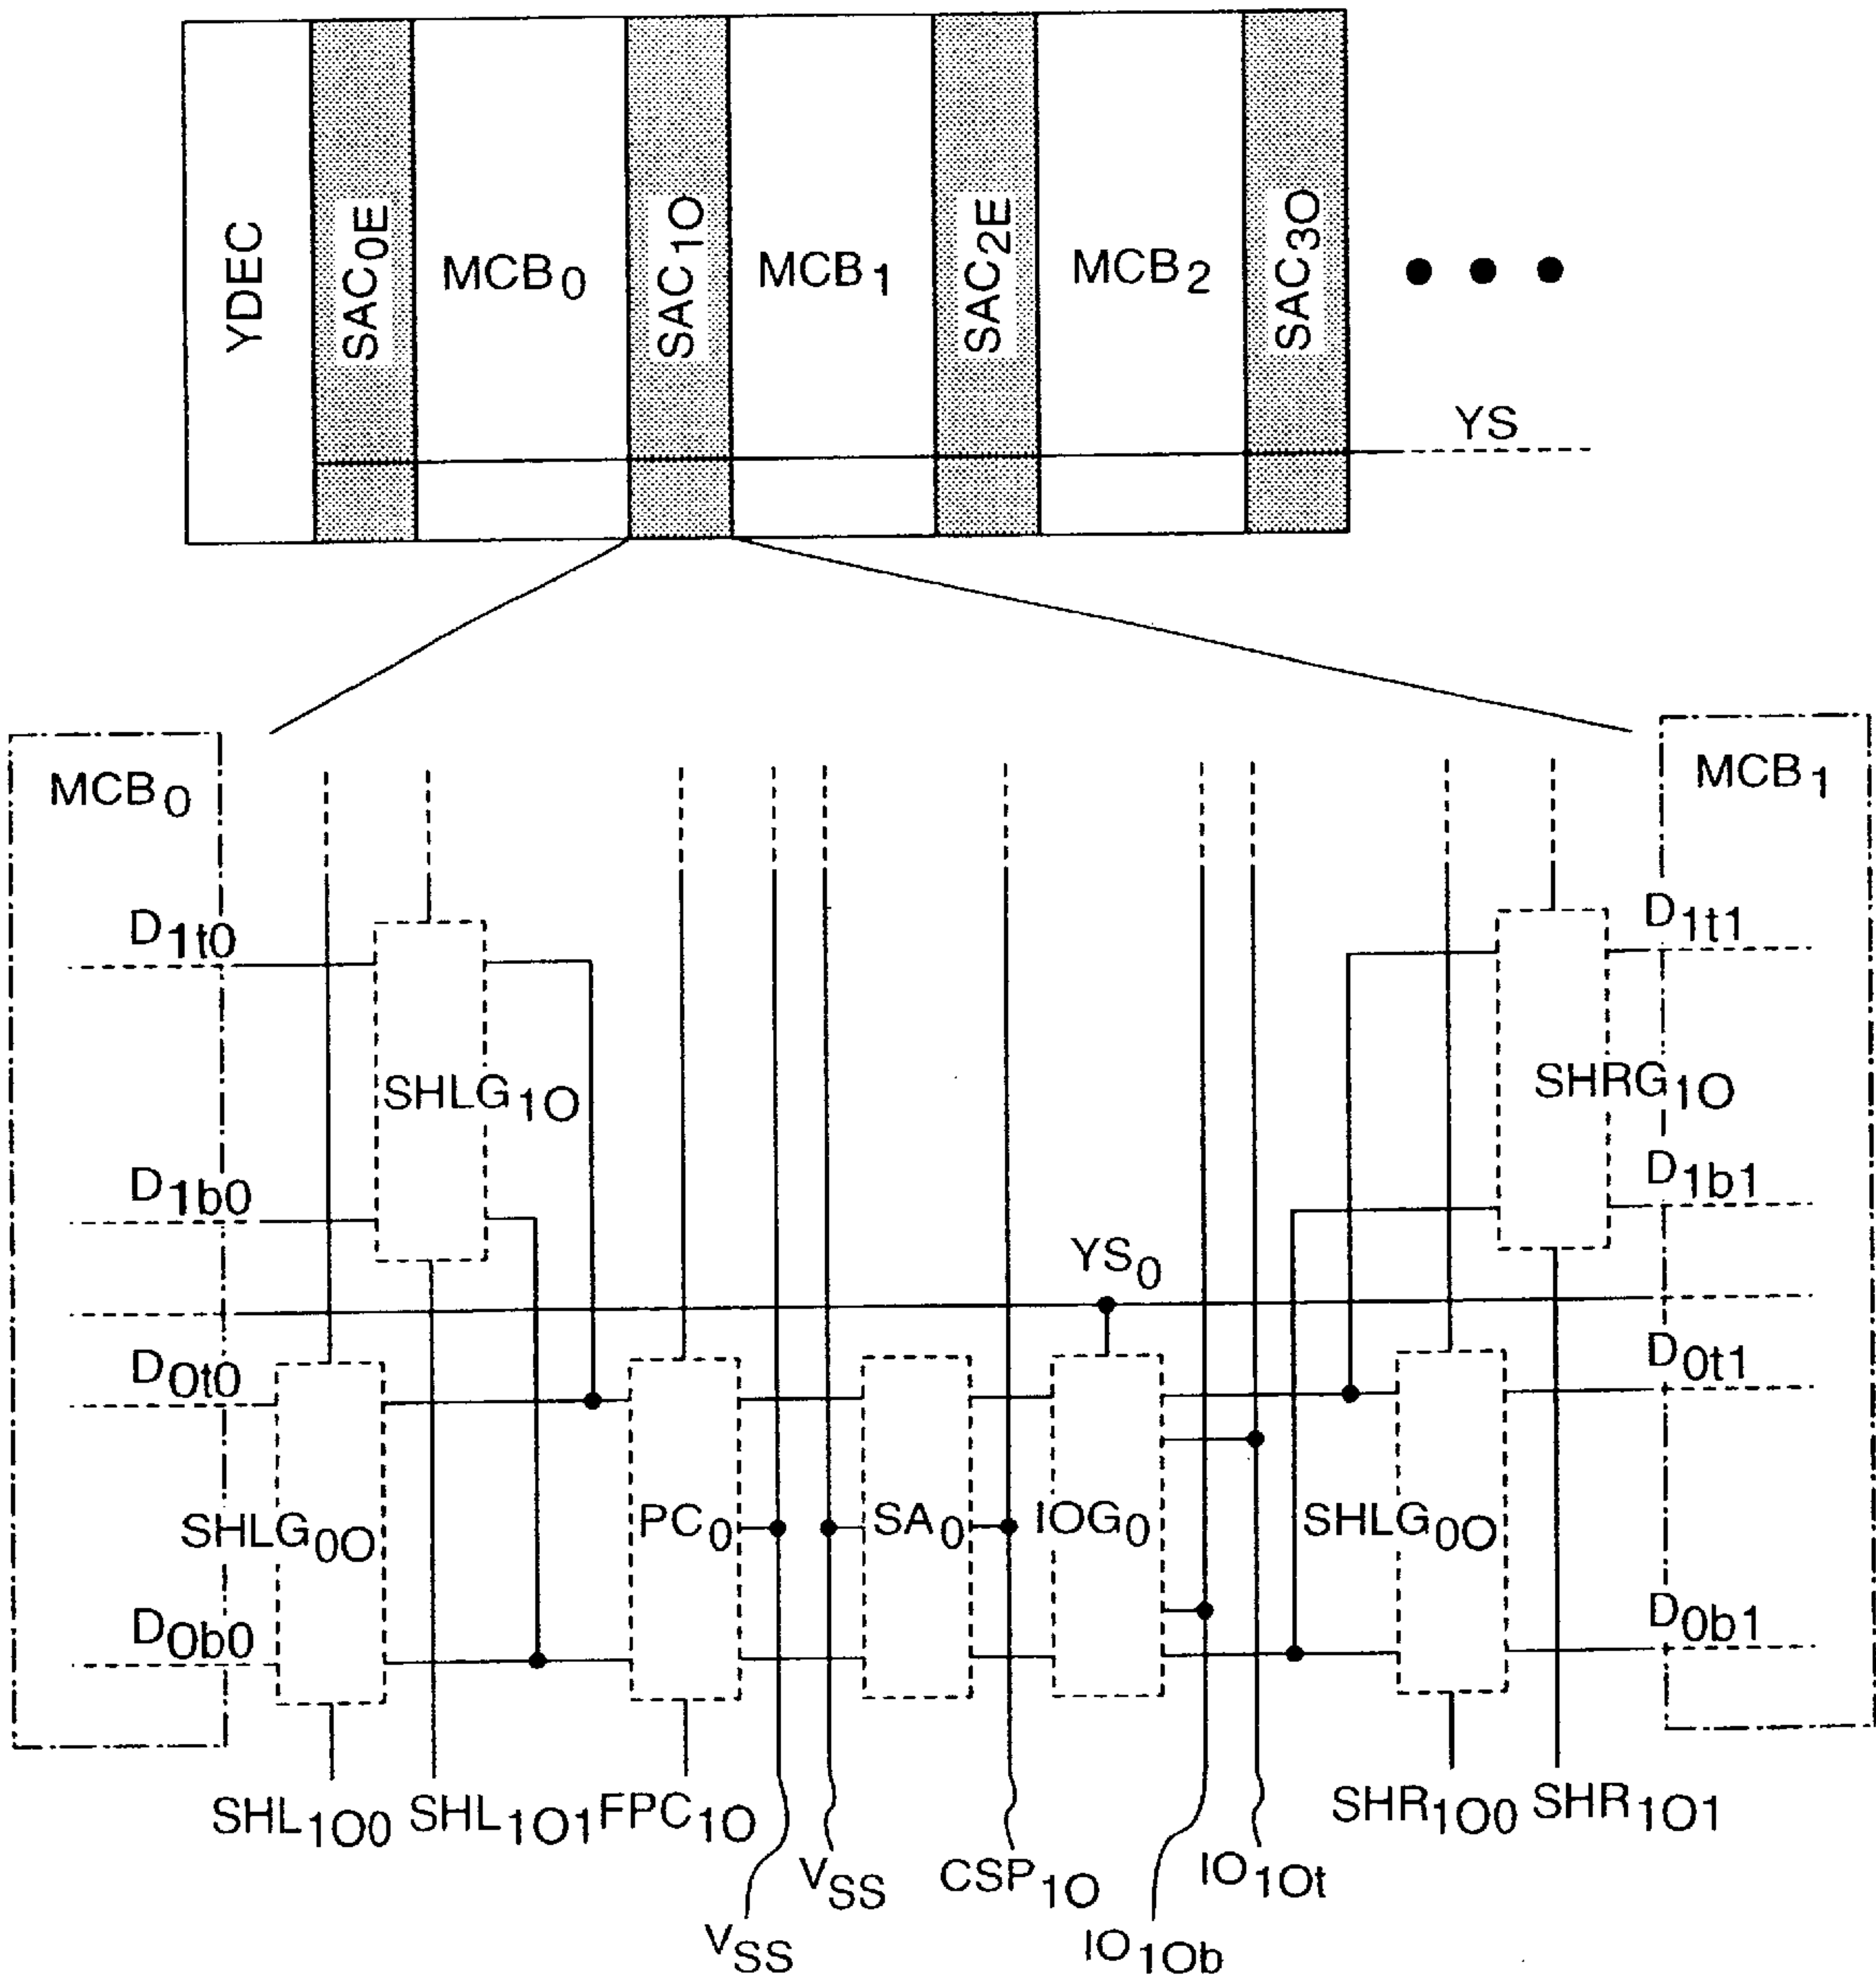 YDEC
SAC0E
MCB0
SAC1O
MCB1
SAC2E
MCB2
SAC3O
YS
MCB0
MCB1
D1t0
D1t1
SHLG1O
SHRG1O
D1b0
D1b1
YS0
D0t0
D0t1
SHLG0O
PC0
SA0
IOG0
SHLG0O
D0b0
D0b1
SHL1O0
SHL1O1
FPC1O
VSS
VSS
CSP1O
IO1Ob
IO1Ot
SHR1O0
SHR1O1